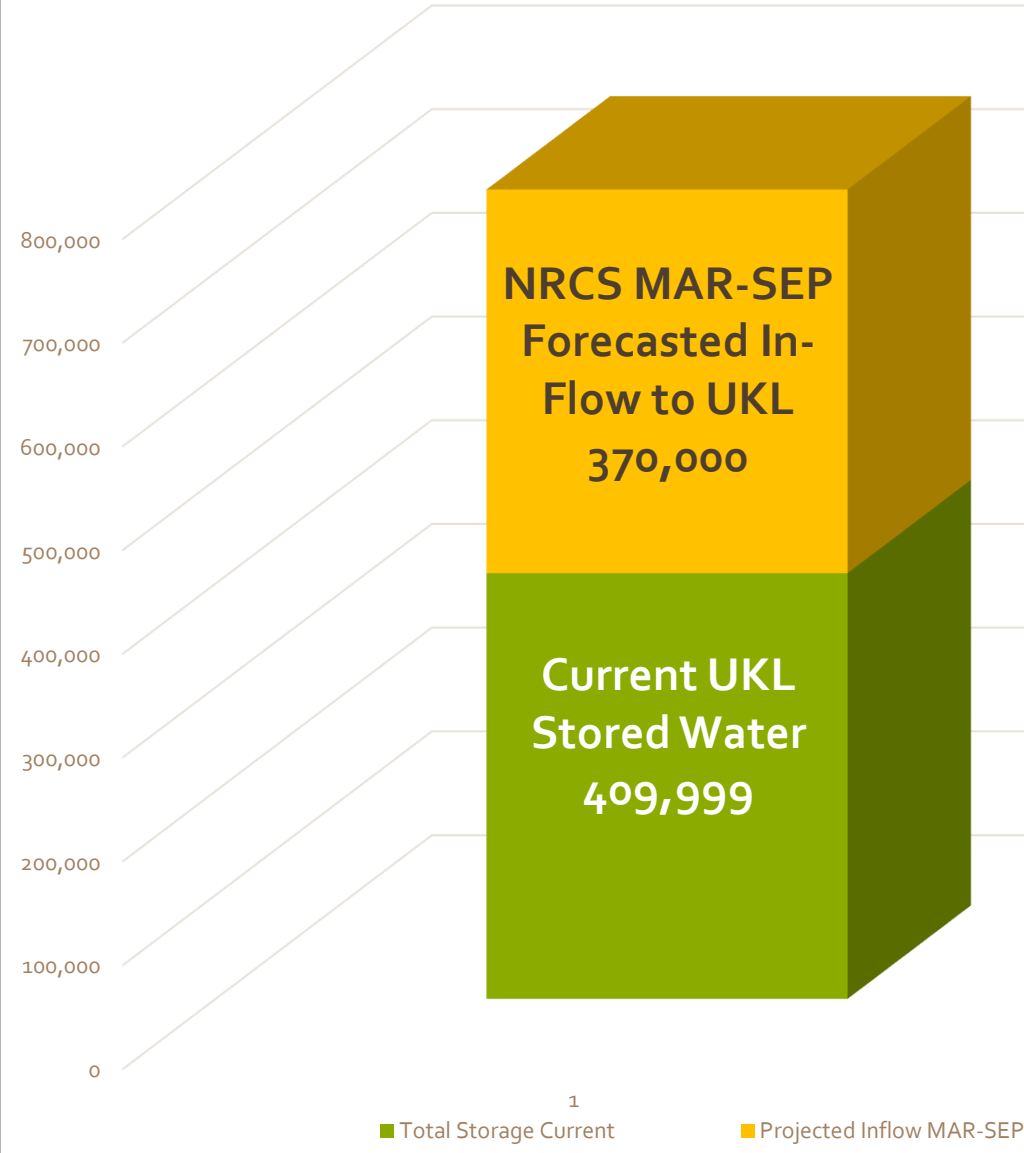 800,000
700,000
600,000
500,000
400,000
300,000
200,000
100,000
0
NRCS MAR-SEP
Forecasted In-
Flow to UKL
370,000
Current UKL
Stored Water
409,999
1
Total Storage Current
Projected Inflow MAR-SEP